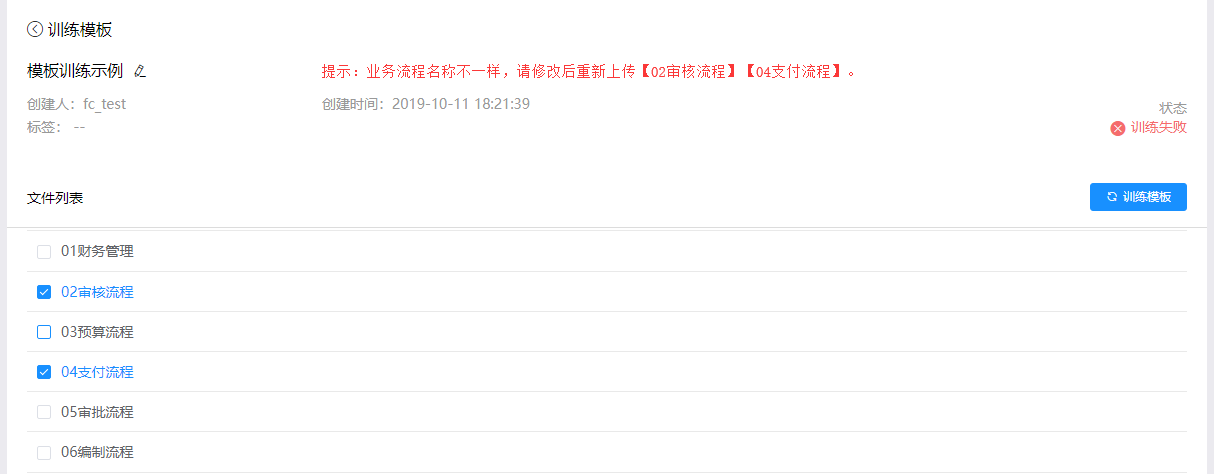 训练模板
模板训练示例
提示：业务流程名称不一样，请修改后重新上传【02审核流程】【04支付流程】。
创建人：fc_test
创建时间：2019-10-11 18:21:39
状态
标签： --
训练失败
文件列表
训练模板
01财务管理
02审核流程
03预算流程
04支付流程
05审批流程
06编制流程